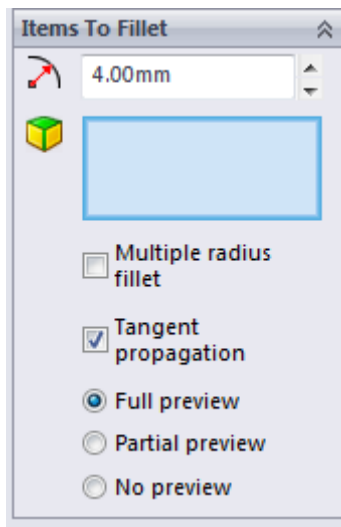 Items To Fillet
4.00mm
Multiple radius
fillet
Tangent
propagation
Full preview
Partial preview
No preview